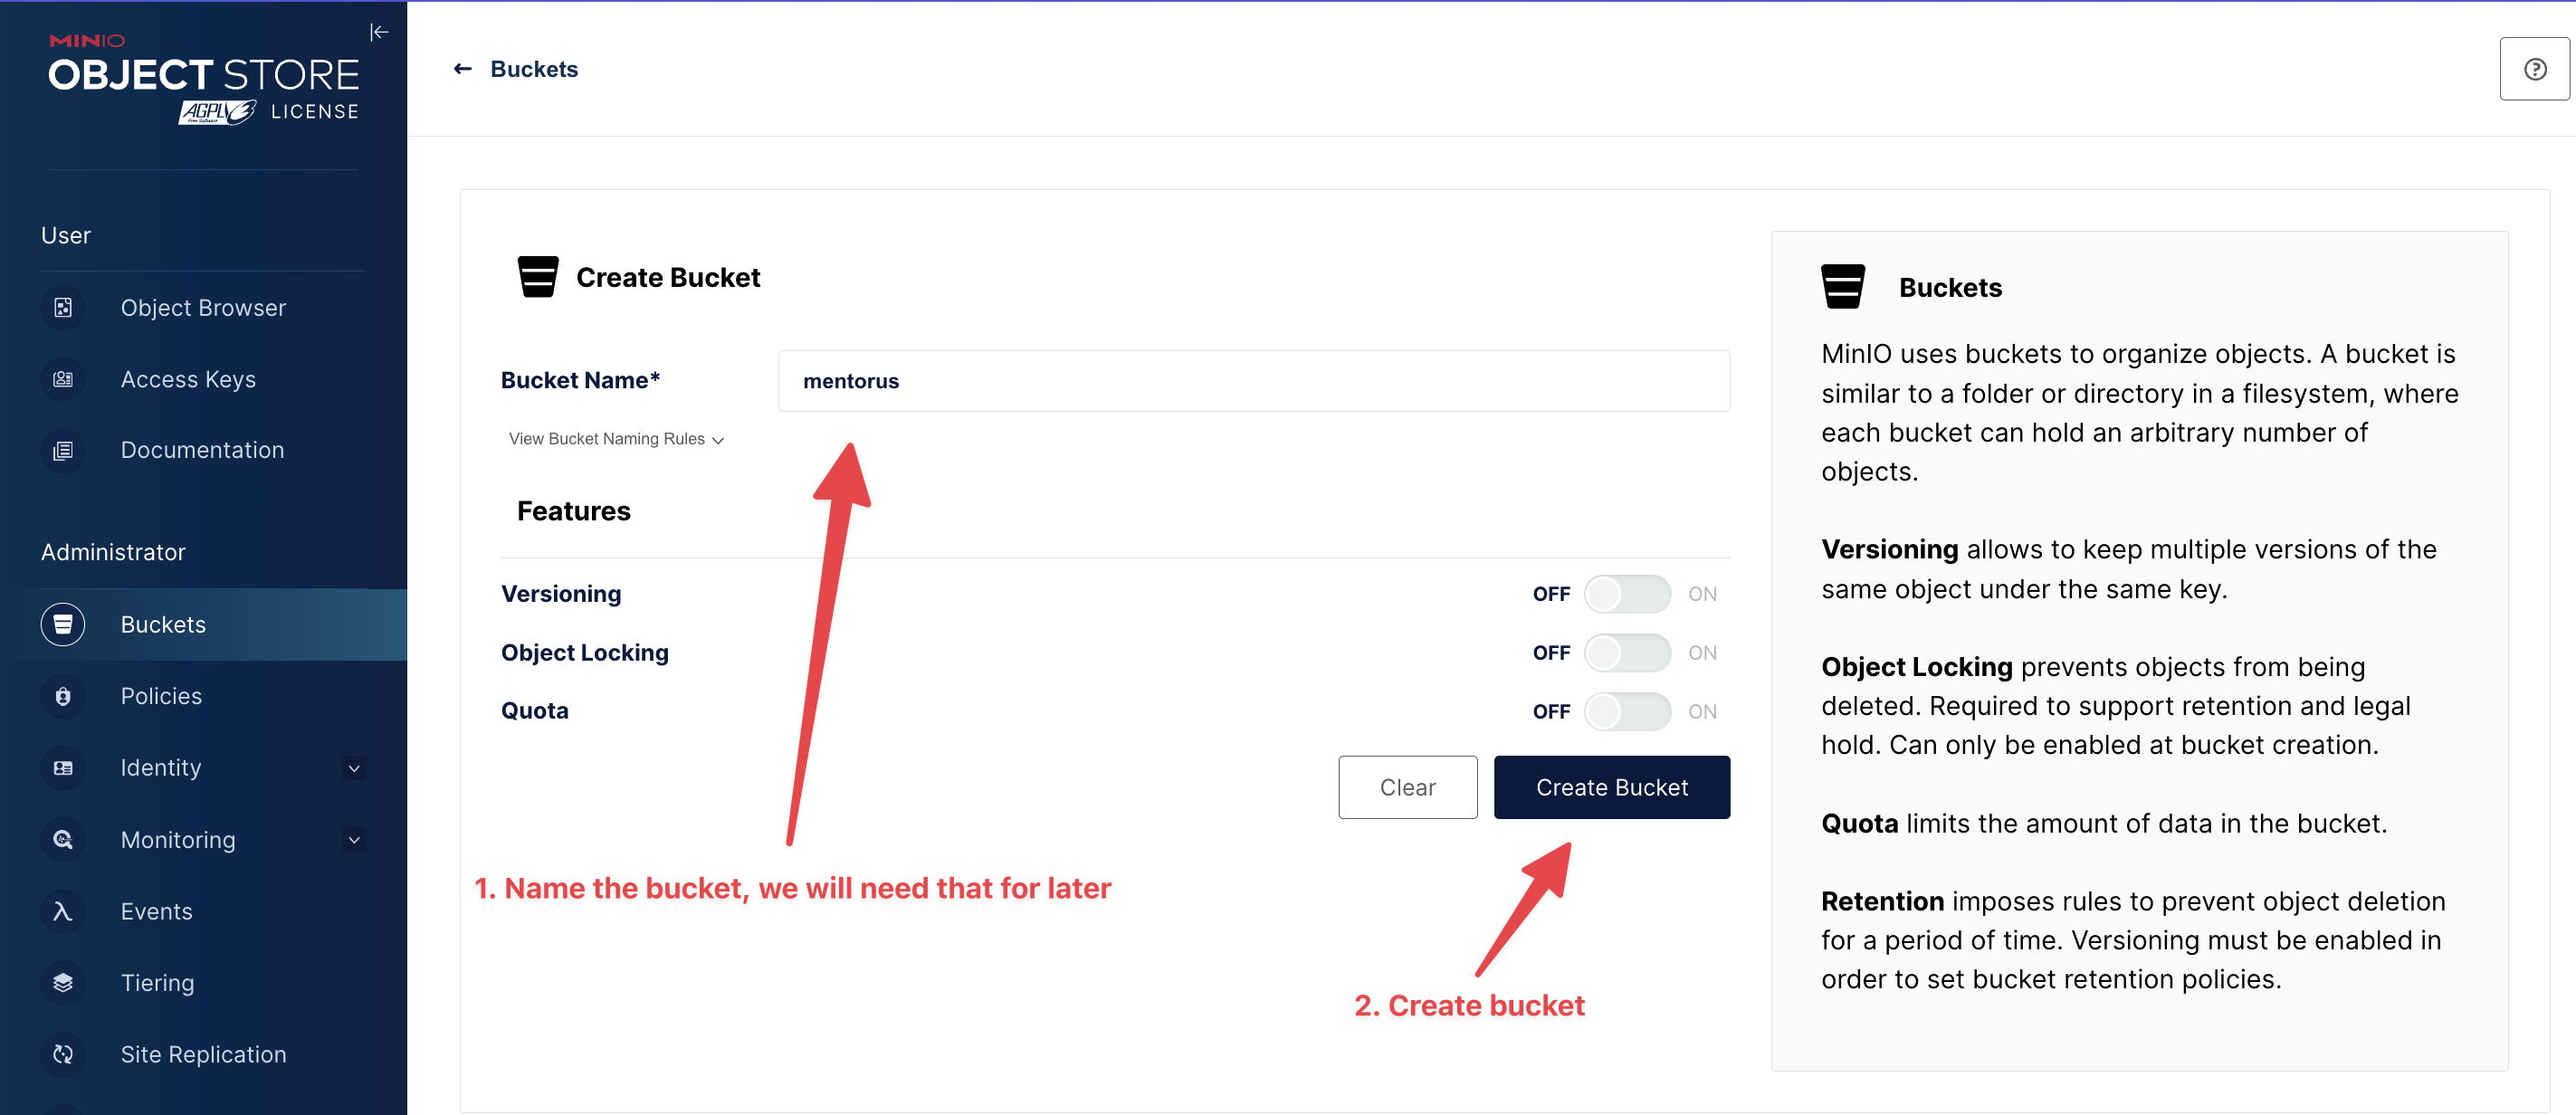 MINIO
OBJECT STORE
AGPL v3 LICENSE
Free Software
User
Object Browser
Access Keys
Documentation
Administrator
Buckets
Policies
Identity
Monitoring
Events
Tiering
Site Replication
Buckets
Create Bucket
Bucket Name*
mentorus
View Bucket Naming Rules
Features
Versioning
OFF
ON
Object Locking
OFF
ON
Quota
OFF
ON
Clear
Create Bucket
1. Name the bucket, we will need that for later
2. Create bucket
Buckets
MinIO uses buckets to organize objects. A bucket is
similar to a folder or directory in a filesystem, where
each bucket can hold an arbitrary number of
objects.
Versioning allows to keep multiple versions of the
same object under the same key.
Object Locking prevents objects from being
deleted. Required to support retention and legal
hold. Can only be enabled at bucket creation.
Quota limits the amount of data in the bucket.
Retention imposes rules to prevent object deletion
for a period of time. Versioning must be enabled in
order to set bucket retention policies.